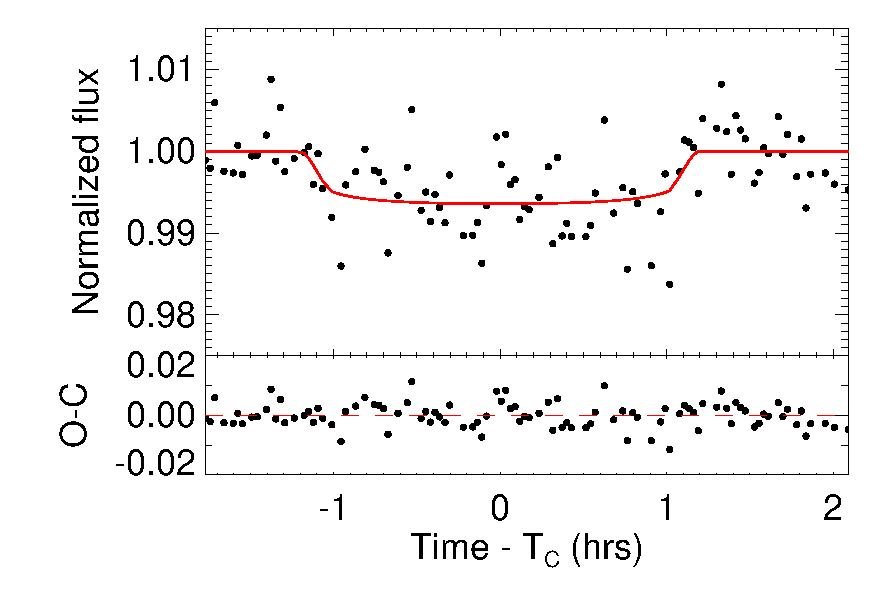 Normalized flux
1.01
1.00
0.99
0.98
O-C
0.02
0.00
-0.02
-1 0 1 2
Time - T_C (hrs)